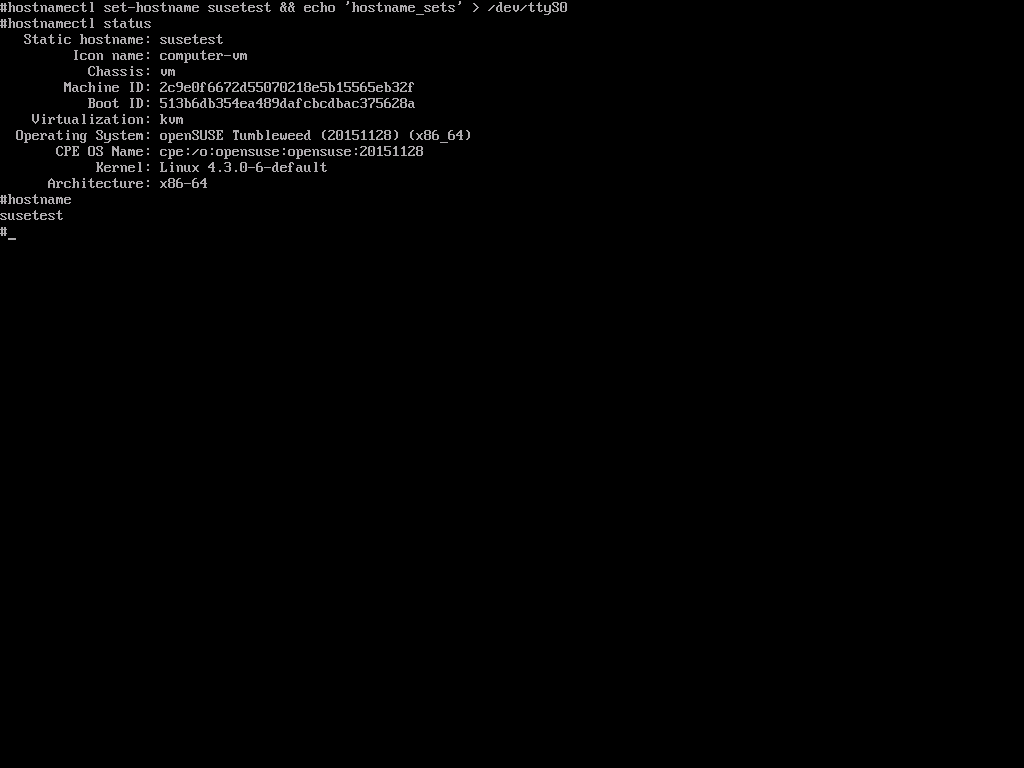 #hostnamectl set-hostname susetest && echo 'hostname_sets' > /dev/ttyS0
#hostnamectl status
   Static hostname: susetest
         Icon name: computer-vm
           Chassis: vm
        Machine ID: 2c9e0f6672d55070218e5b15565eb32f
           Boot ID: 513b6db354ea489dafcbcdbac375628a
    Virtualization: kvm
  Operating System: openSUSE Tumbleweed (20151128) (x86_64)
       CPE OS Name: cpe:/o:opensuse:opensuse:20151128
            Kernel: Linux 4.3.0-6-default
      Architecture: x86-64
#hostname
susetest
#_